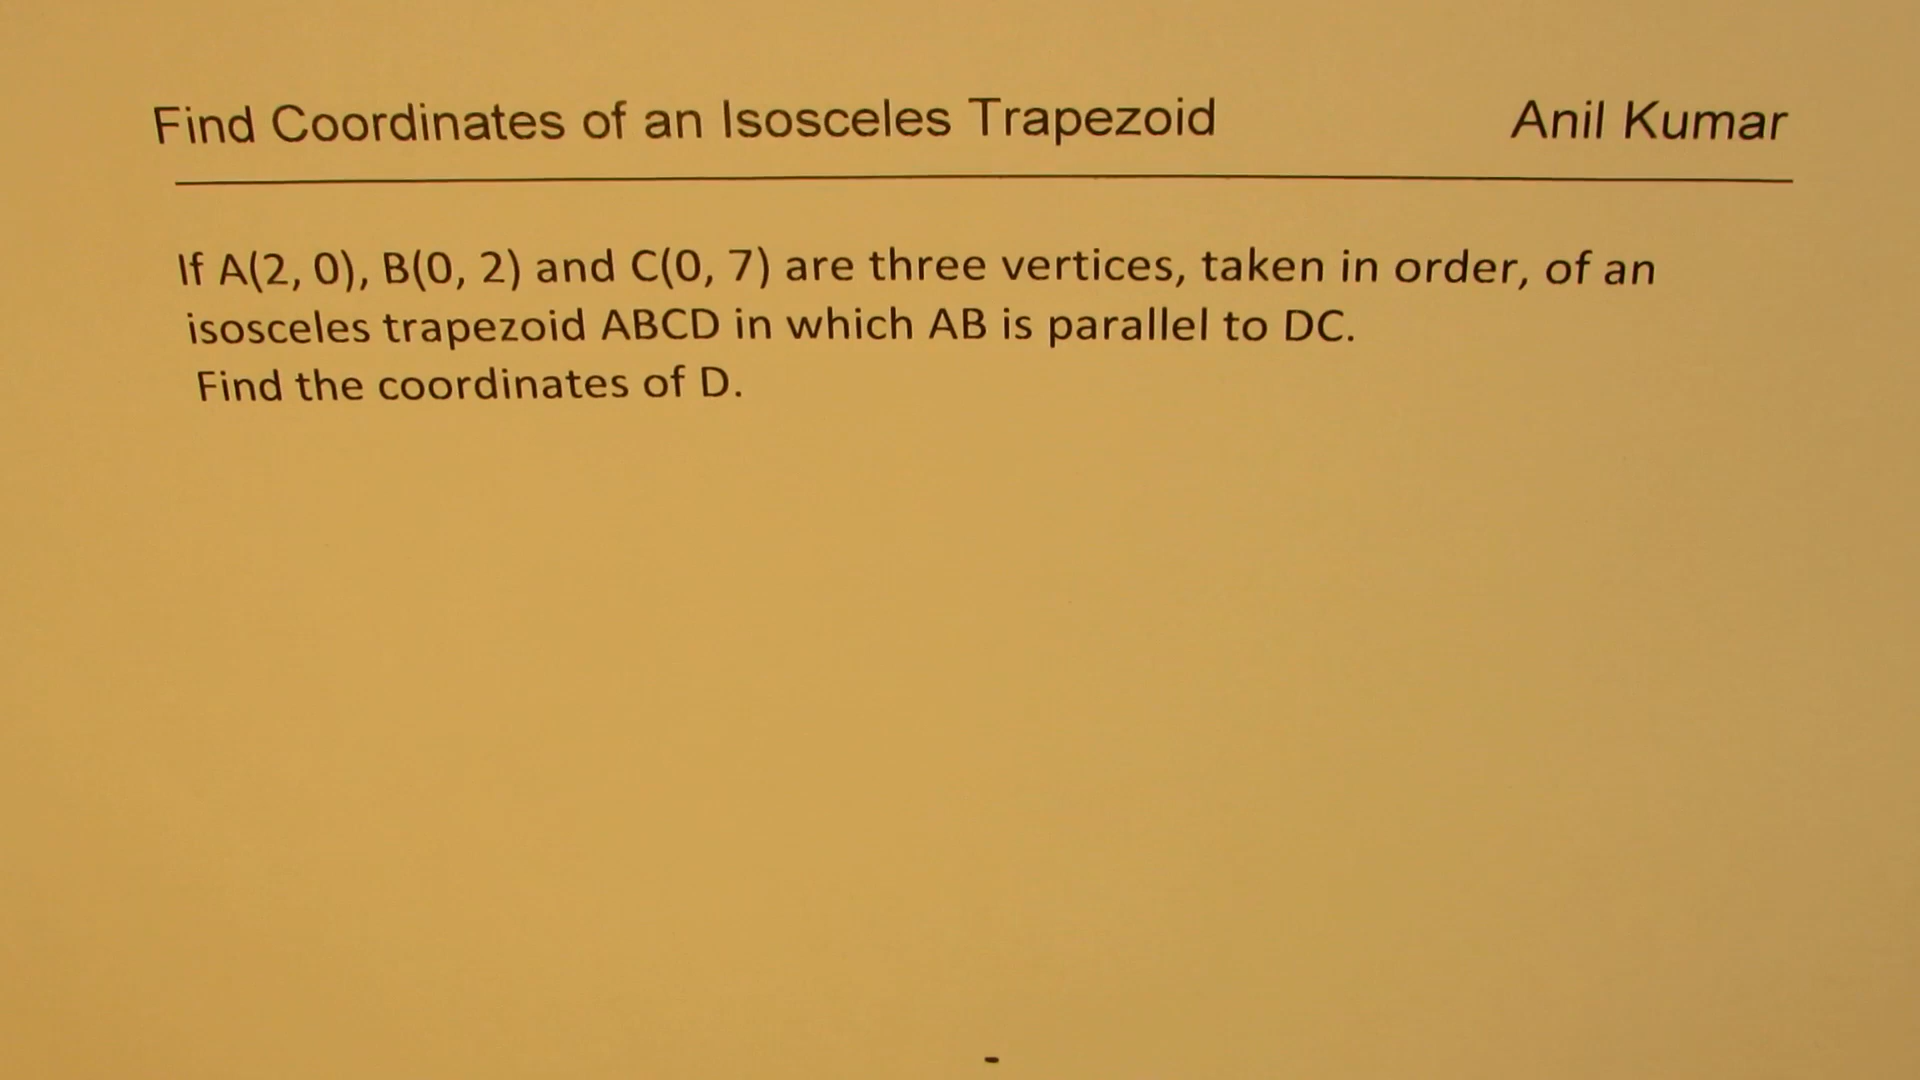 Find Coordinates of an Isosceles Trapezoid Anil Kumar
If A(2, 0), B(0, 2) and C(0, 7) are three vertices, taken in order, of an
isosceles trapezoid ABCD in which AB is parallel to DC.
Find the coordinates of D.